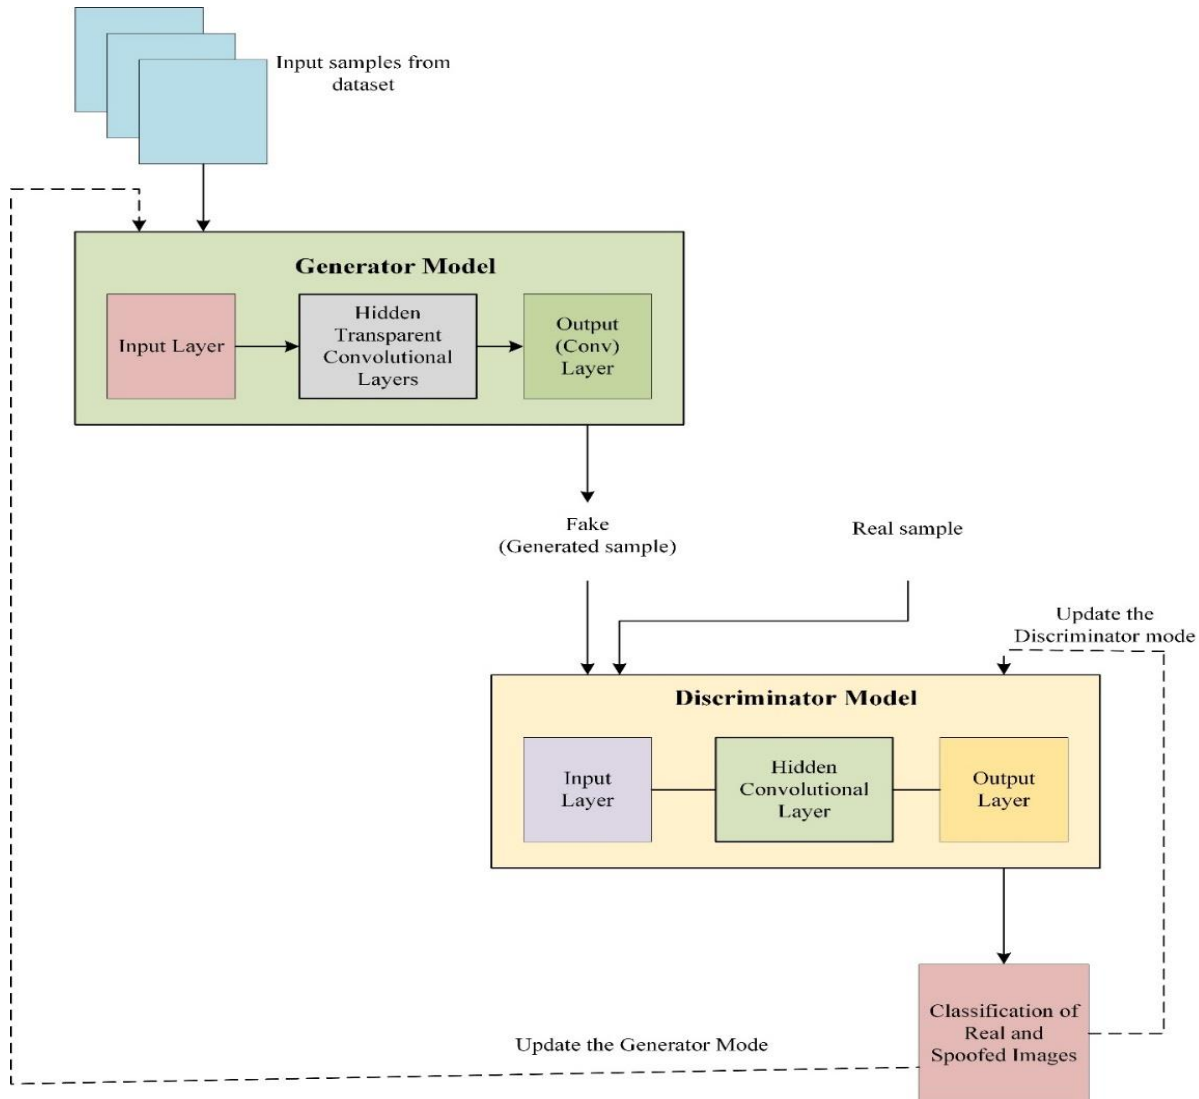 Input samples from
dataset
Generator Model
Input Layer
Hidden
Transparent
Convolutional
Layers
Output
(Conv)
Layer
Fake
(Generated sample)
Real sample
Update the
Discriminator mode
Discriminator Model
Input
Layer
Hidden
Convolutional
Layer
Output
Layer
Classification of
Real and
Spoofed Images
Update the Generator Mode